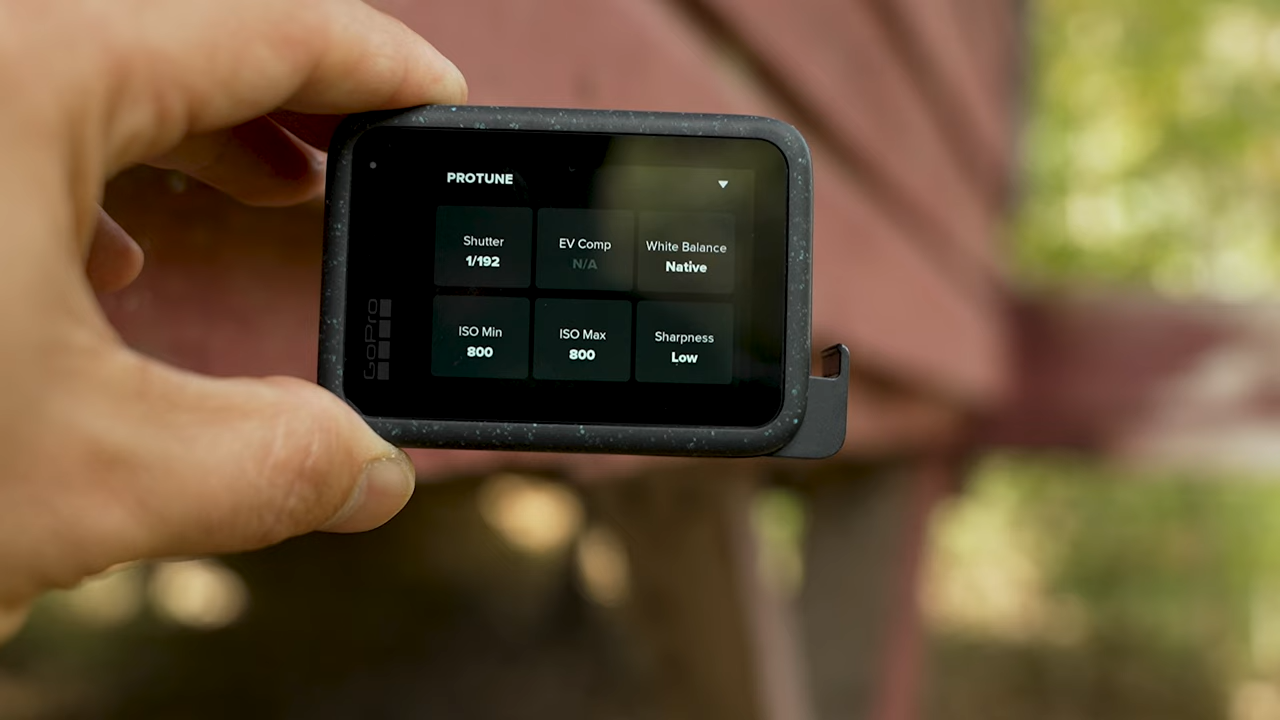 PROTUNE
Shutter
1/192
EV Comp
N/A
White Balance
Native
ISO Min
800
ISO Max
800
Sharpness
Low
GoPro